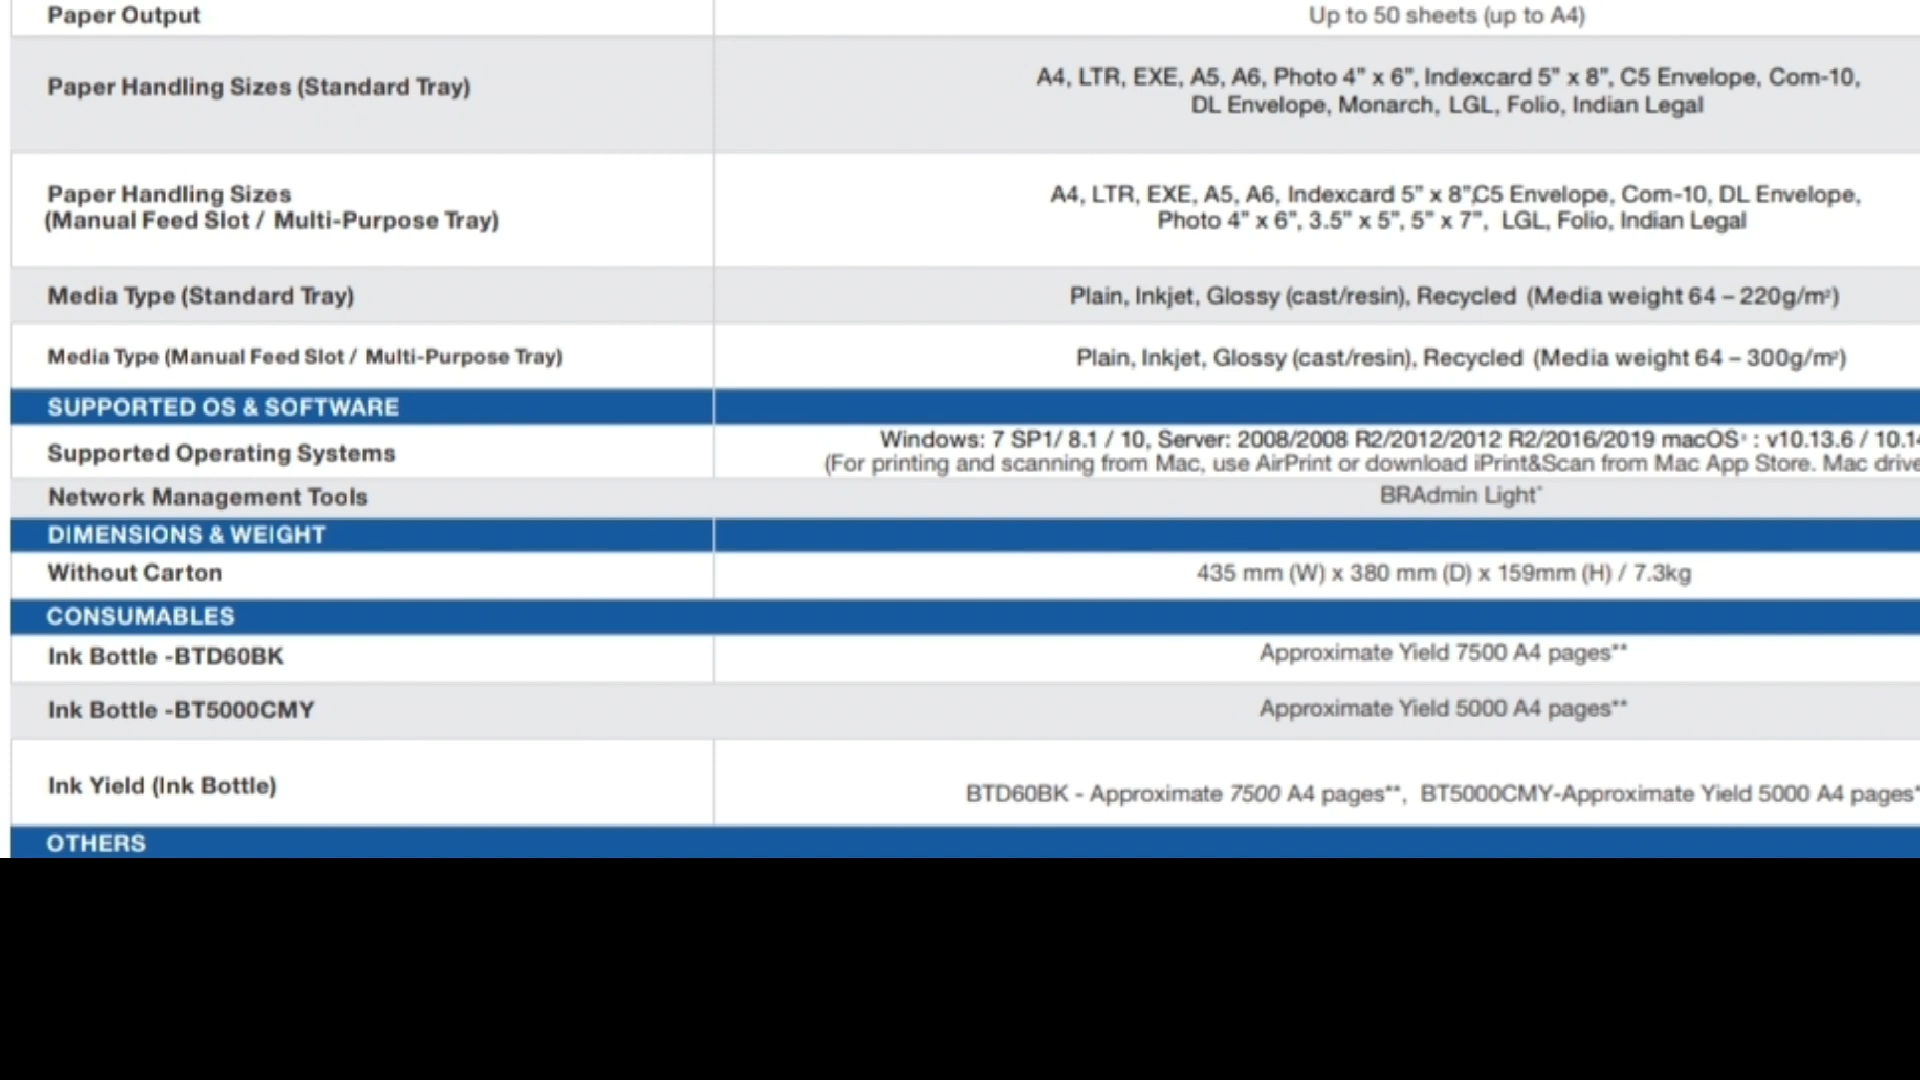 Paper Output
Up to 50 sheets (up to A4)
Paper Handling Sizes (Standard Tray)
A4, LTR, EXE, A5, A6, Photo 4" x 6", Indexcard 5" x 8", C5 Envelope, Com-10,
DL Envelope, Monarch, LGL, Folio, Indian Legal
Paper Handling Sizes
(Manual Feed Slot / Multi-Purpose Tray)
A4, LTR, EXE, A5, A6, Indexcard 5" x 8",C5 Envelope, Com-10, DL Envelope,
Photo 4" x 6", 3.5" x 5", 5" x 7", LGL, Folio, Indian Legal
Media Type (Standard Tray)
Plain, Inkjet, Glossy (cast/resin), Recycled (Media weight 64 – 220g/m²)
Media Type (Manual Feed Slot / Multi-Purpose Tray)
Plain, Inkjet, Glossy (cast/resin), Recycled (Media weight 64 – 300g/m²)
SUPPORTED OS & SOFTWARE
Supported Operating Systems
Windows: 7 SP1/ 8.1 / 10, Server: 2008/2008 R2/2012/2012 R2/2016/2019 macOS* : v10.13.6 /
(For printing and scanning from Mac, use AirPrint or download iPrint&Scan from Mac App Store. Mac
Network Management Tools
BRAdmin Light*
DIMENSIONS & WEIGHT
Without Carton
435 mm (W) x 380 mm (D) x 159mm (H) / 7.3kg
CONSUMABLES
Ink Bottle -BTD60BK
Approximate Yield 7500 A4 pages**
Ink Bottle -BT5000CMY
Approximate Yield 5000 A4 pages**
Ink Yield (Ink Bottle)
BTD60BK - Approximate 7500 A4 pages**, BT5000CMY-Approximate Yield 5000 A4 pages*
OTHERS